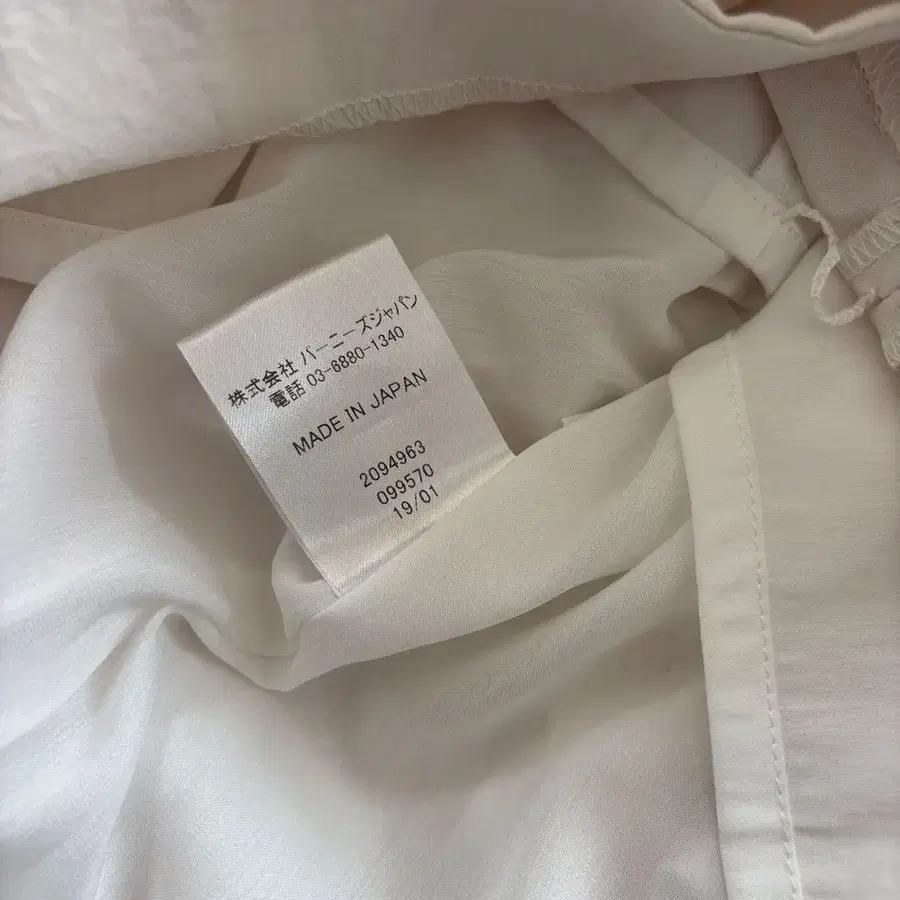 株式会社 バーニーズジャパン
電話 03-6880-1340
MADE IN JAPAN
2094963
099570
19/01